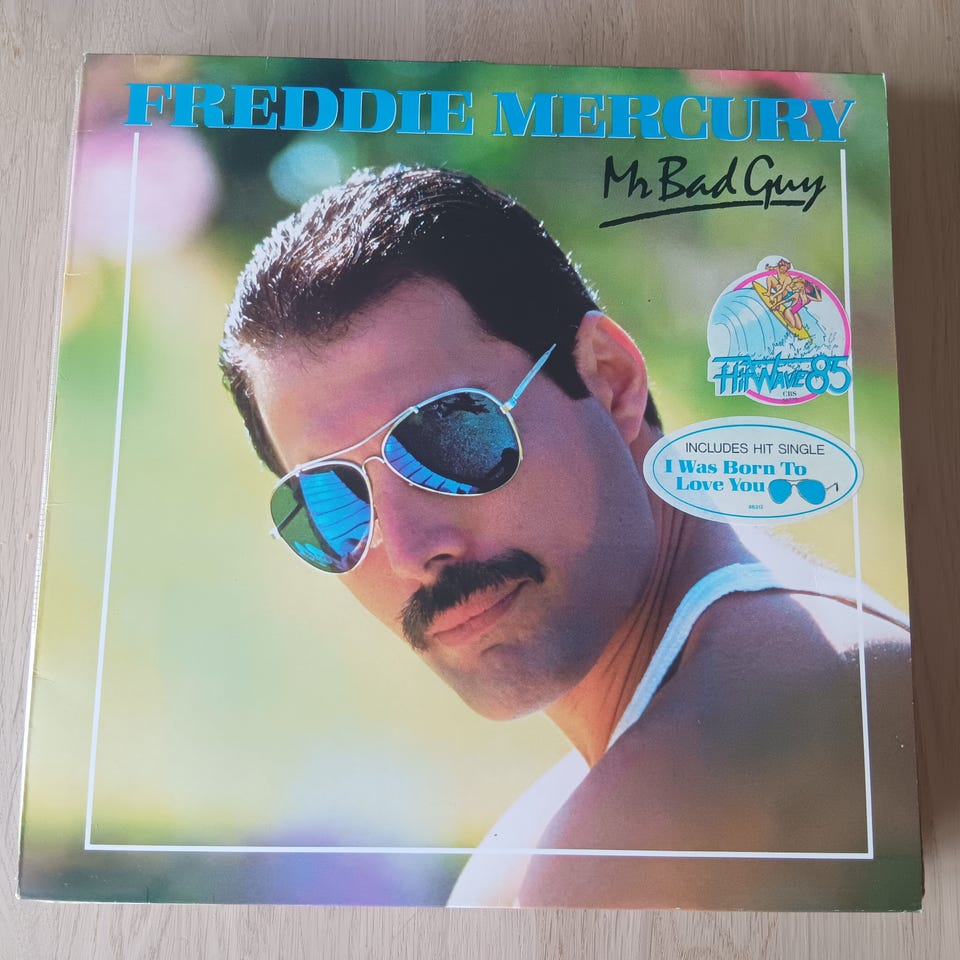 FREDDIE MERCURY
Mr Bad Guy
HITWAVE 85
CBS
INCLUDES HIT SINGLE
I Was Born To
Love You